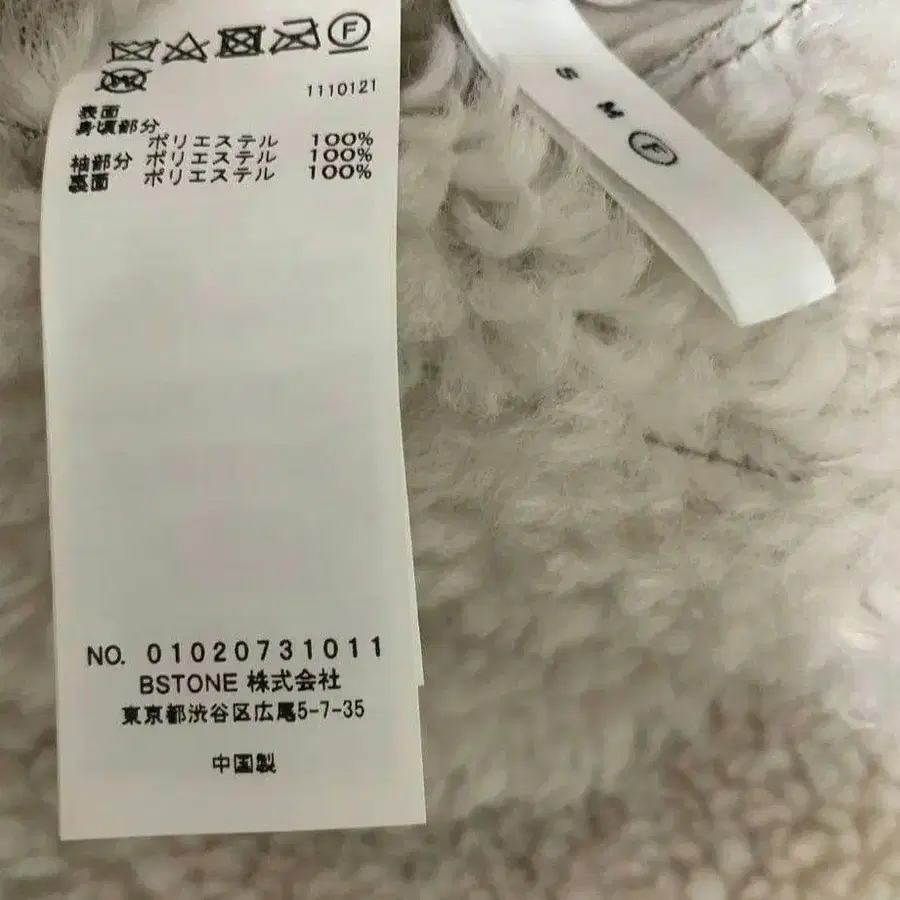 F
1110121
表面
身頃部分
ポリエステル 100%
袖部分 ポリエステル 100%
裏面 ポリエステル 100%
NO. 01020731011
BSTONE 株式会社
東京都渋谷区広尾5-7-35
中国製
S M F